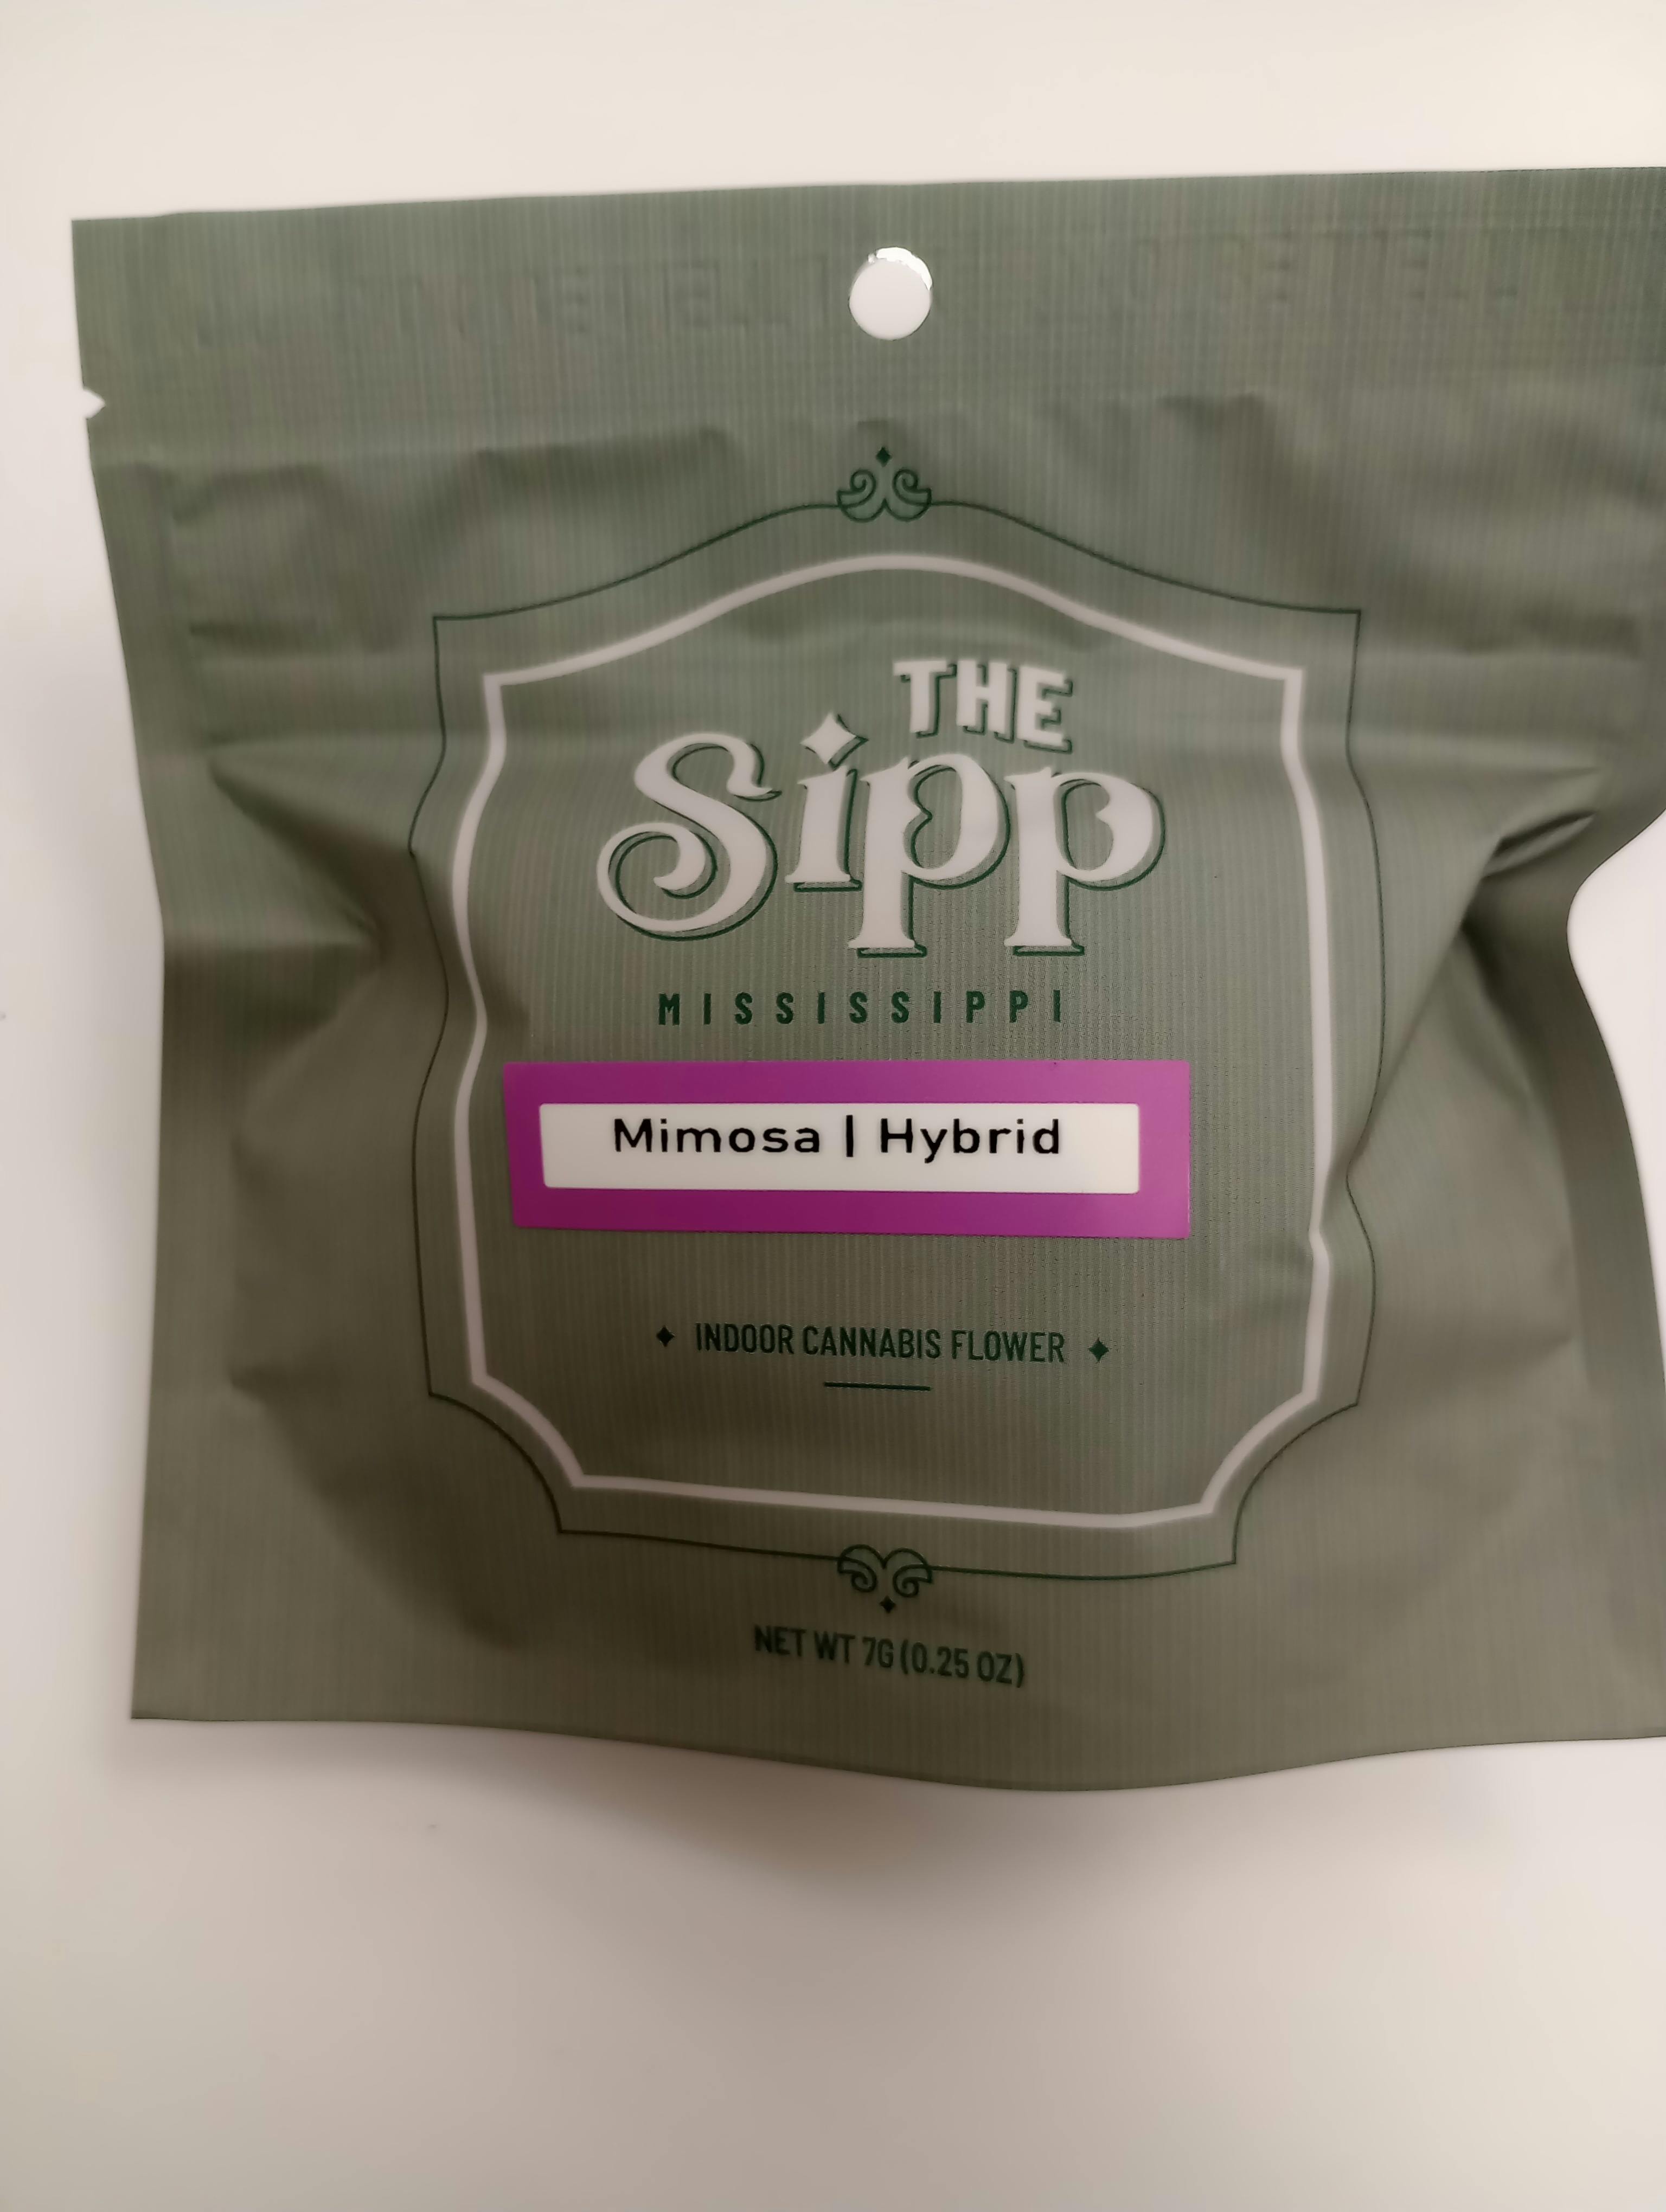 THE
Sipp
MISSISSIPPI
Mimosa | Hybrid
INDOOR CANNABIS FLOWER
NET WT 7G (0.25 OZ)